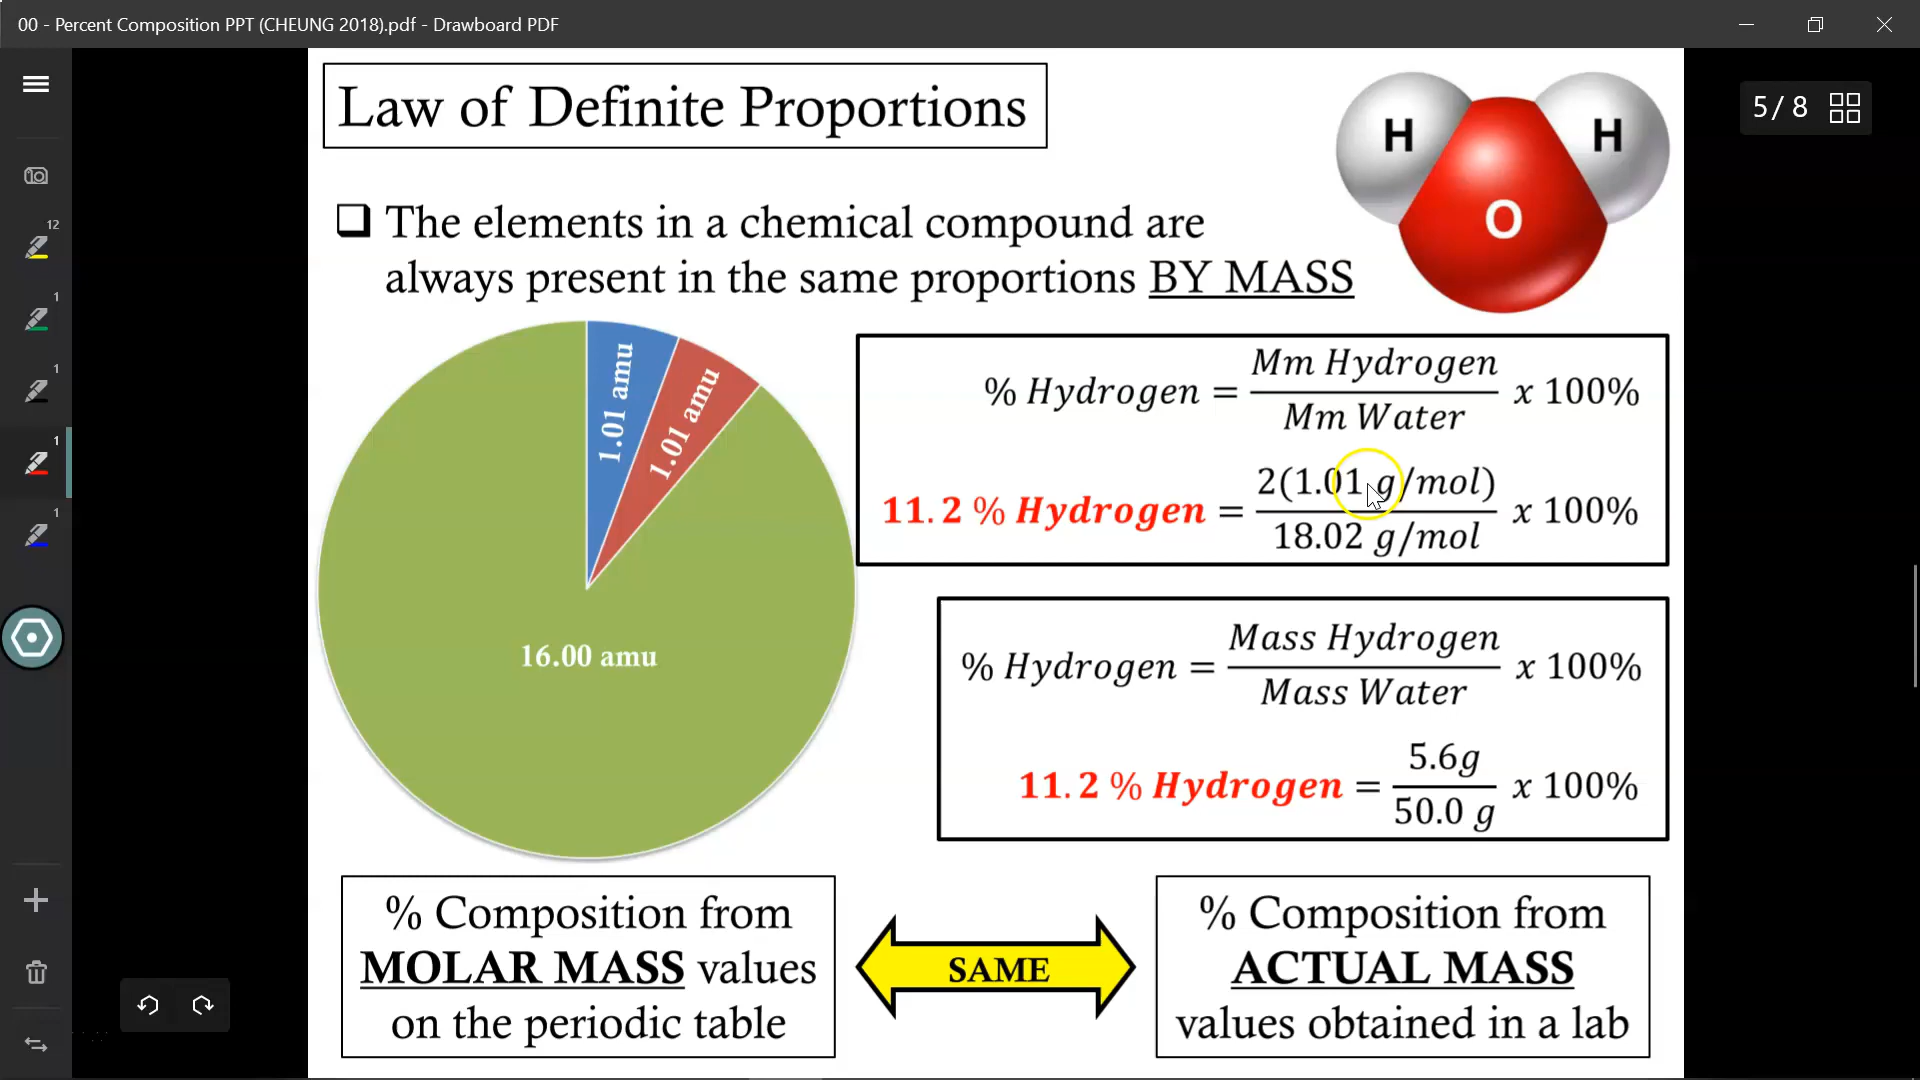 00 - Percent Composition PPT (CHEUNG 2018).pdf - Drawboard PDF
5 / 8
12
1
1
1
1
Law of Definite Proportions
H
H
O
❑ The elements in a chemical compound are
always present in the same proportions BY MASS
1.01 amu
1.01 amu
16.00 amu
% Hydrogen = Mm Hydrogen / Mm Water x 100%
11.2 % Hydrogen = 2(1.01 g/mol) / 18.02 g/mol x 100%
% Hydrogen = Mass Hydrogen / Mass Water x 100%
11.2 % Hydrogen = 5.6g / 50.0 g x 100%
% Composition from
MOLAR MASS values
on the periodic table
SAME
% Composition from
ACTUAL MASS
values obtained in a lab